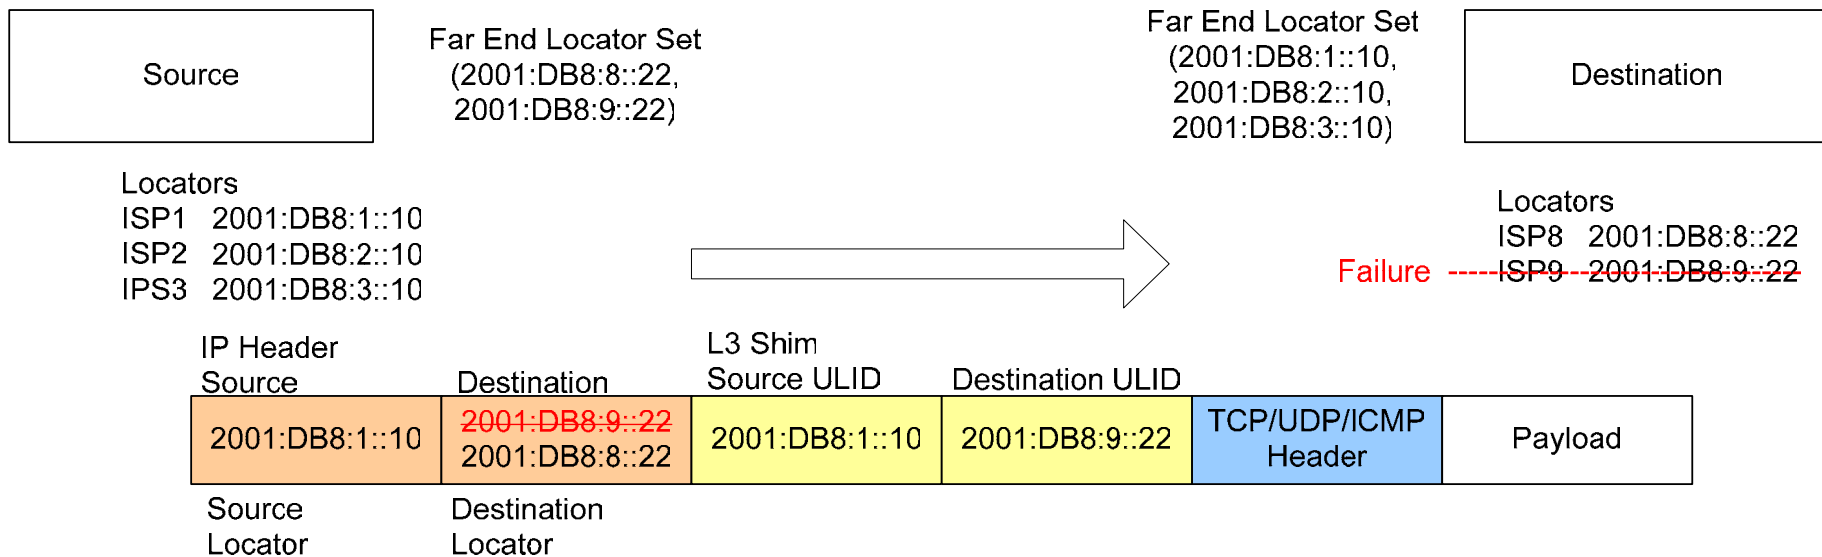 Source
Far End Locator Set
(2001:DB8:8::22,
2001:DB8:9::22)
Far End Locator Set
(2001:DB8:1::10,
2001:DB8:2::10,
2001:DB8:3::10)
Destination
Locators
ISP1 2001:DB8:1::10
ISP2 2001:DB8:2::10
IPS3 2001:DB8:3::10
Locators
ISP8 2001:DB8:8::22
Failure ISP9 2001:DB8:9::22
IP Header
Source
Destination
L3 Shim
Source ULID
Destination ULID
2001:DB8:1::10
2001:DB8:9::22
2001:DB8:8::22
2001:DB8:1::10
2001:DB8:9::22
TCP/UDP/ICMP
Header
Payload
Source
Locator
Destination
Locator